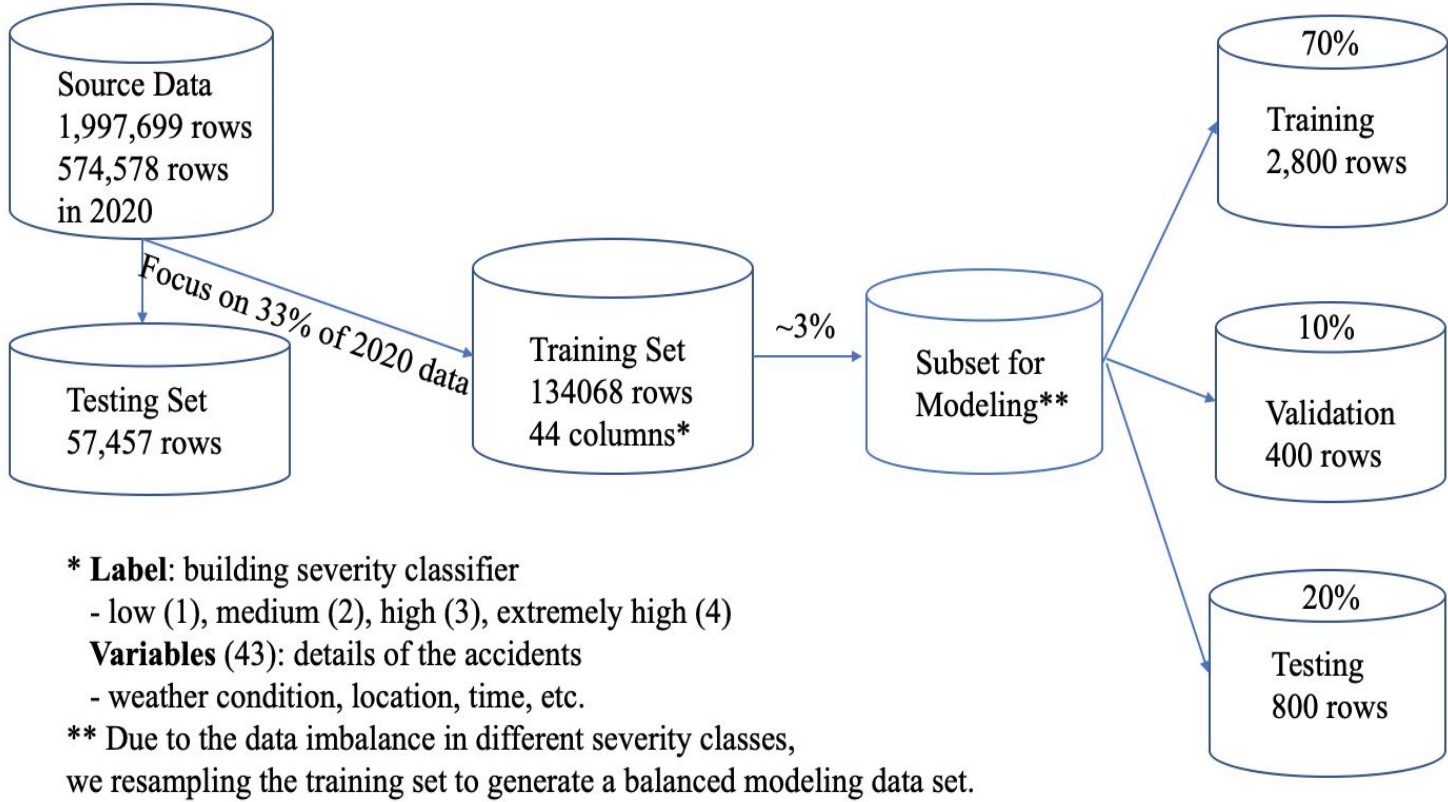 Source Data
1,997,699 rows
574,578 rows
in 2020
Focus on 33% of 2020 data
Testing Set
57,457 rows
Training Set
134068 rows
44 columns*
~3%
Subset for
Modeling**
70%
Training
2,800 rows
10%
Validation
400 rows
20%
Testing
800 rows
* Label: building severity classifier
- low (1), medium (2), high (3), extremely high (4)
Variables (43): details of the accidents
- weather condition, location, time, etc.
** Due to the data imbalance in different severity classes,
we resampling the training set to generate a balanced modeling data set.